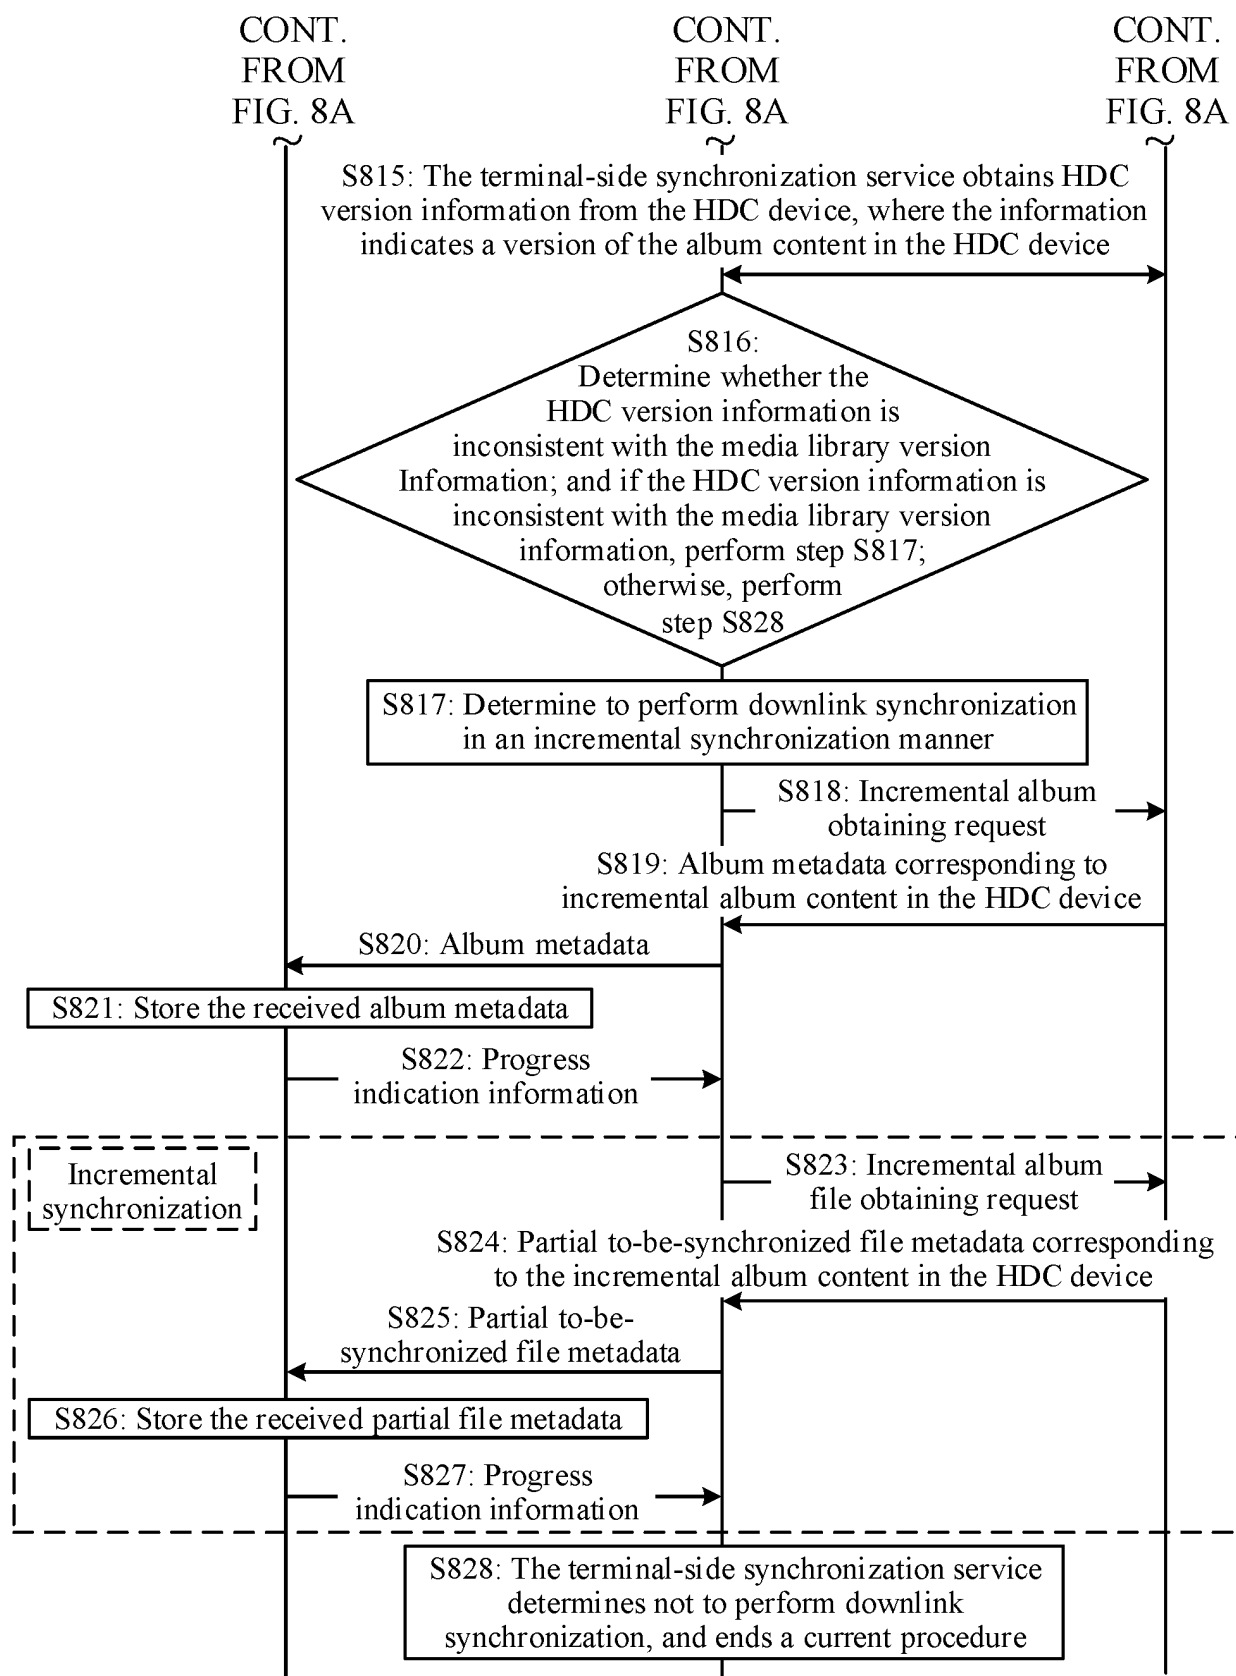 CONT.
FROM
FIG. 8A
CONT.
FROM
FIG. 8A
CONT.
FROM
FIG. 8A
S815: The terminal-side synchronization service obtains HDC
version information from the HDC device, where the information
indicates a version of the album content in the HDC device
S816:
Determine whether the
HDC version information is
inconsistent with the media library version
Information; and if the HDC version information is
inconsistent with the media library version
information, perform step S817;
otherwise, perform
step S828
S817: Determine to perform downlink synchronization
in an incremental synchronization manner
S818: Incremental album
obtaining request
S819: Album metadata corresponding to
incremental album content in the HDC device
S820: Album metadata
S821: Store the received album metadata
S822: Progress
indication information
Incremental
synchronization
S823: Incremental album
file obtaining request
S824: Partial to-be-synchronized file metadata corresponding
to the incremental album content in the HDC device
S825: Partial to-be-
synchronized file metadata
S826: Store the received partial file metadata
S827: Progress
indication information
S828: The terminal-side synchronization service
determines not to perform downlink
synchronization, and ends a current procedure